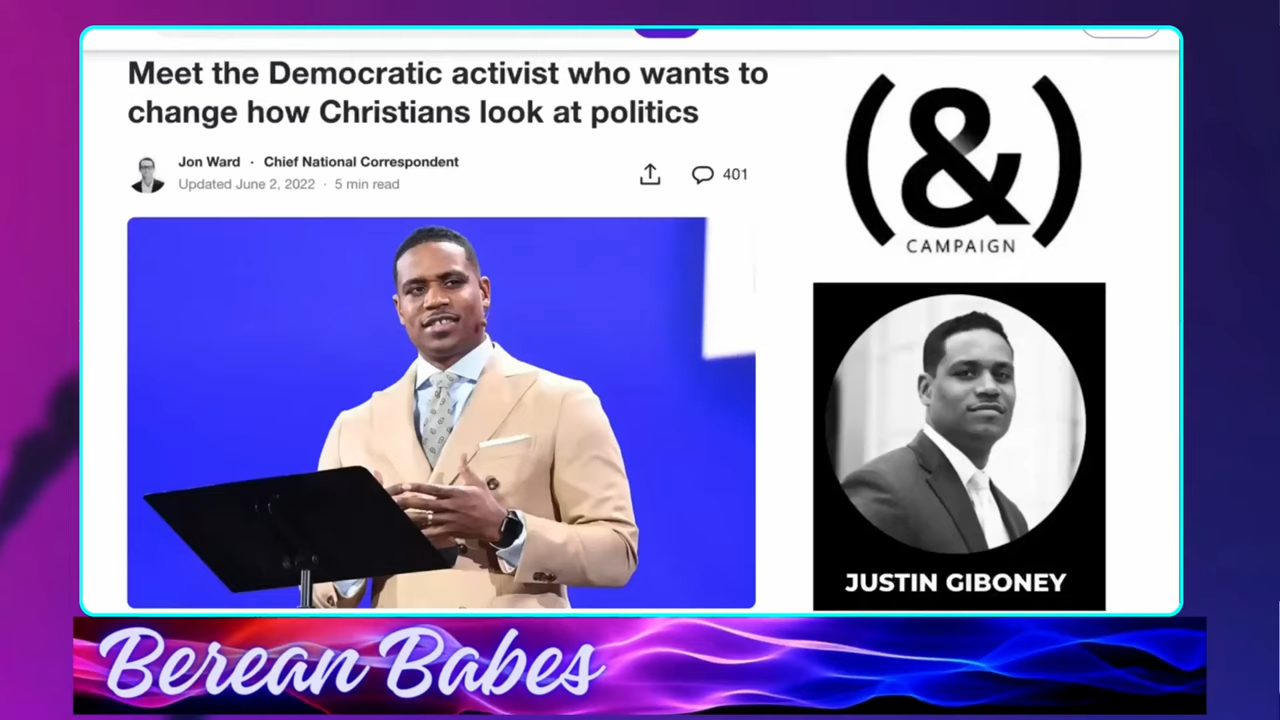 Meet the Democratic activist who wants to
change how Christians look at politics
Jon Ward · Chief National Correspondent
Updated June 2, 2022 · 5 min read
401
(&)
CAMPAIGN
JUSTIN GIBONEY
Berean Babes